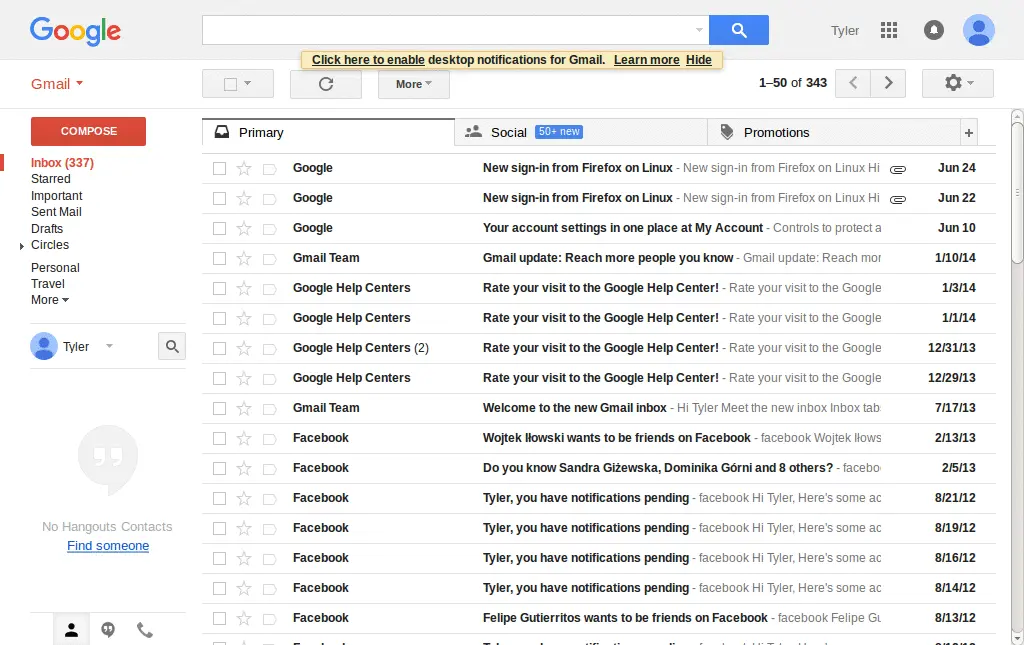 Google
Tyler
Click here to enable desktop notifications for Gmail. Learn more Hide
Gmail
More
1–50 of 343
COMPOSE
Primary
Social 50+ new
Promotions
+
Inbox (337)
Starred
Important
Sent Mail
Drafts
Circles
Personal
Travel
More
Tyler
No Hangouts Contacts
Find someone
Google New sign-in from Firefox on Linux - New sign-in from Firefox on Linux Hi Jun 24
Google New sign-in from Firefox on Linux - New sign-in from Firefox on Linux Hi Jun 22
Google Your account settings in one place at My Account - Controls to protect a Jun 10
Gmail Team Gmail update: Reach more people you know - Gmail update: Reach mor 1/10/14
Google Help Centers Rate your visit to the Google Help Center! - Rate your visit to the Google 1/3/14
Google Help Centers Rate your visit to the Google Help Center! - Rate your visit to the Google 1/1/14
Google Help Centers (2) Rate your visit to the Google Help Center! - Rate your visit to the Google 12/31/13
Google Help Centers Rate your visit to the Google Help Center! - Rate your visit to the Google 12/29/13
Gmail Team Welcome to the new Gmail inbox - Hi Tyler Meet the new inbox Inbox tab 7/17/13
Facebook Wojtek Iłowski wants to be friends on Facebook - facebook Wojtek Iłows 2/13/13
Facebook Do you know Sandra Giżewska, Dominika Górni and 8 others? - facebo 2/5/13
Facebook Tyler, you have notifications pending - facebook Hi Tyler, Here's some ac 8/21/12
Facebook Tyler, you have notifications pending - facebook Hi Tyler, Here's some ac 8/19/12
Facebook Tyler, you have notifications pending - facebook Hi Tyler, Here's some ac 8/16/12
Facebook Tyler, you have notifications pending - facebook Hi Tyler, Here's some ac 8/14/12
Facebook Felipe Gutierritos wants to be friends on Facebook - facebook Felipe Gu 8/13/12